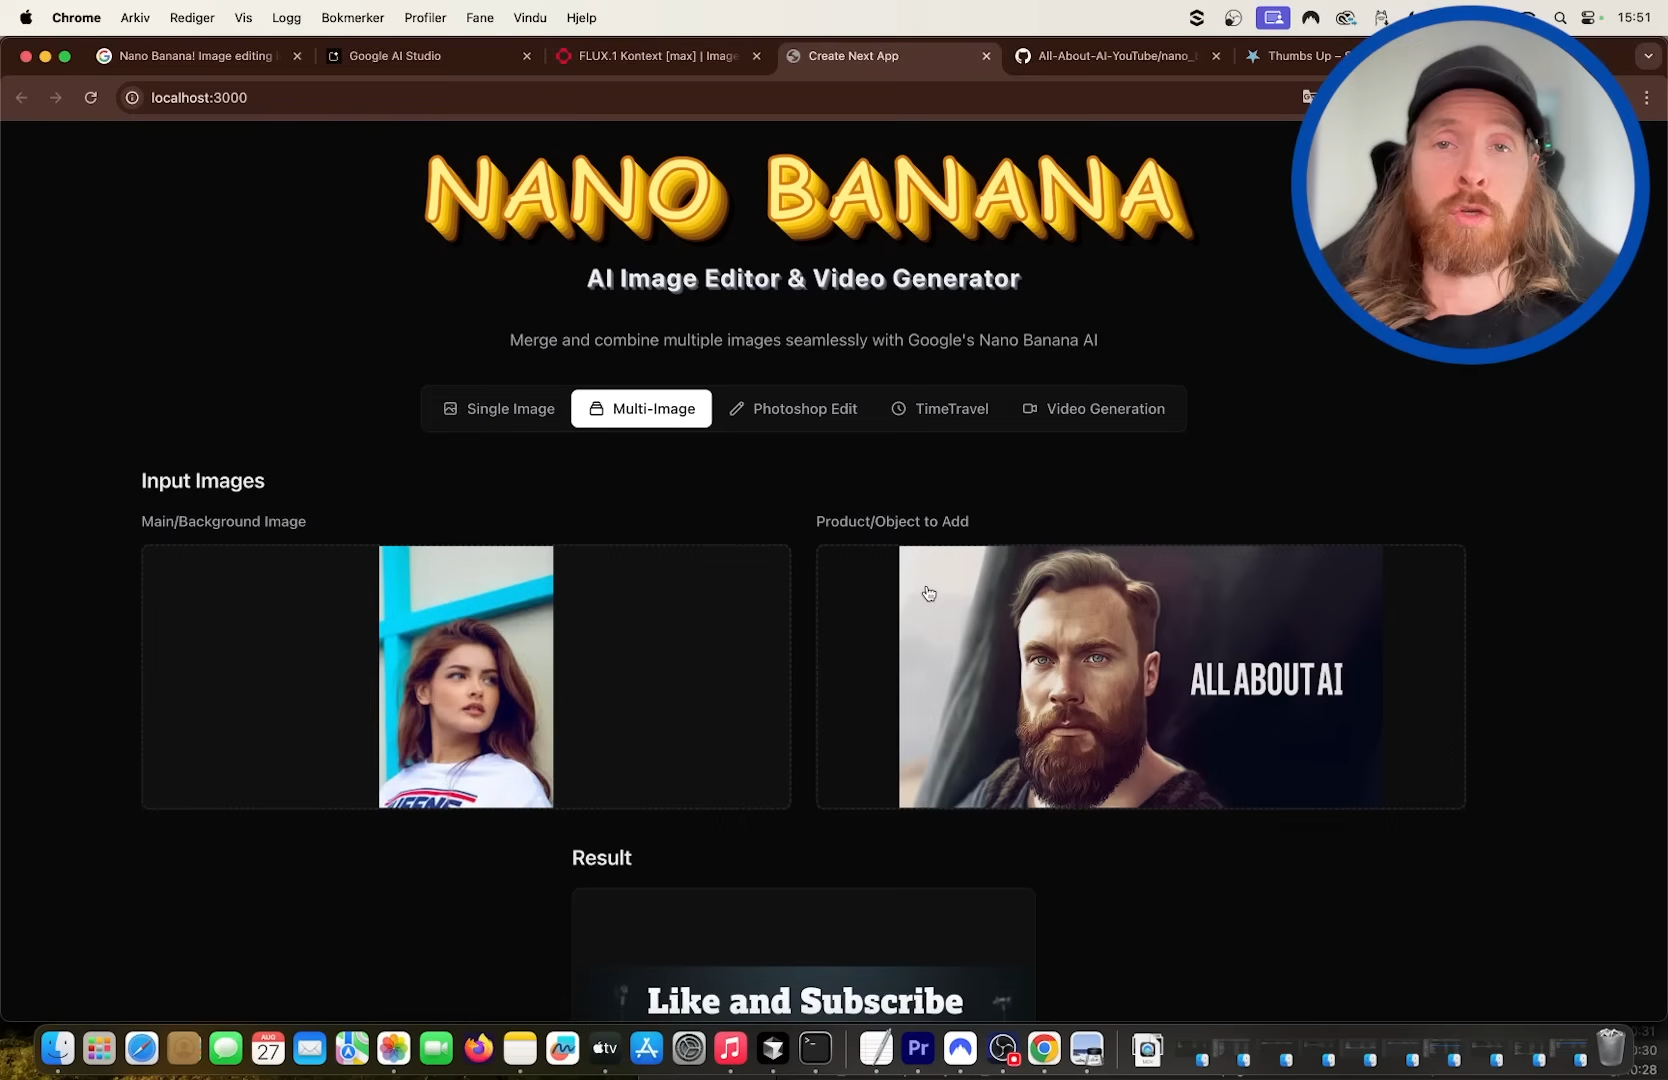 Chrome Arkiv Rediger Vis Logg Bokmerker Profiler Fane Vindu Hjelp 15:51
Nano Banana! Image editing Google AI Studio FLUX.1 Kontext [max] | Image Create Next App All-About-AI-YouTube/nano_ Thumbs Up –
localhost:3000
NANO BANANA
AI Image Editor & Video Generator
Merge and combine multiple images seamlessly with Google's Nano Banana AI
Single Image Multi-Image Photoshop Edit TimeTravel Video Generation
Input Images
Main/Background Image Product/Object to Add
ALL ABOUT AI
Result
Like and Subscribe
AUG
27
tv
Pr